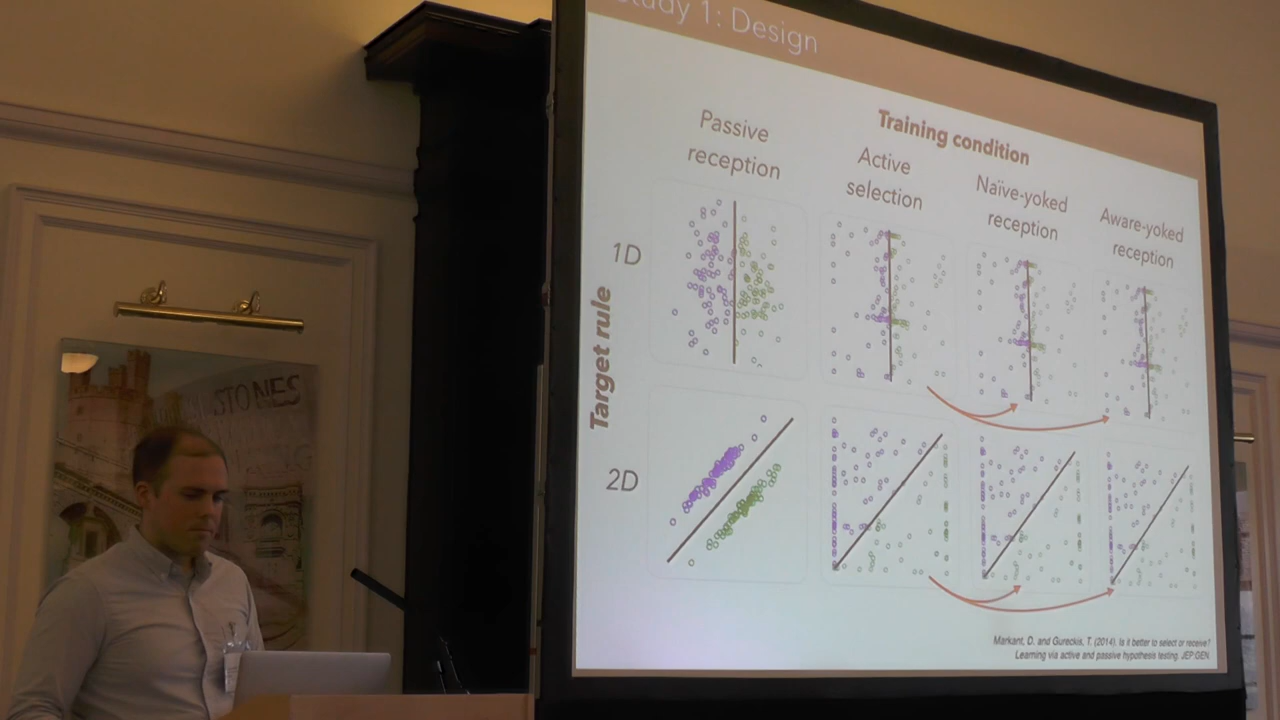 Study 1: Design
Training condition
Passive
reception
Active
selection
Naïve-yoked
reception
Aware-yoked
reception
Target rule
1D
2D
Markant, D. and Gureckis, T. (2014). Is it better to select or receive?
Learning via active and passive hypothesis testing. JEP:GEN.
STONES